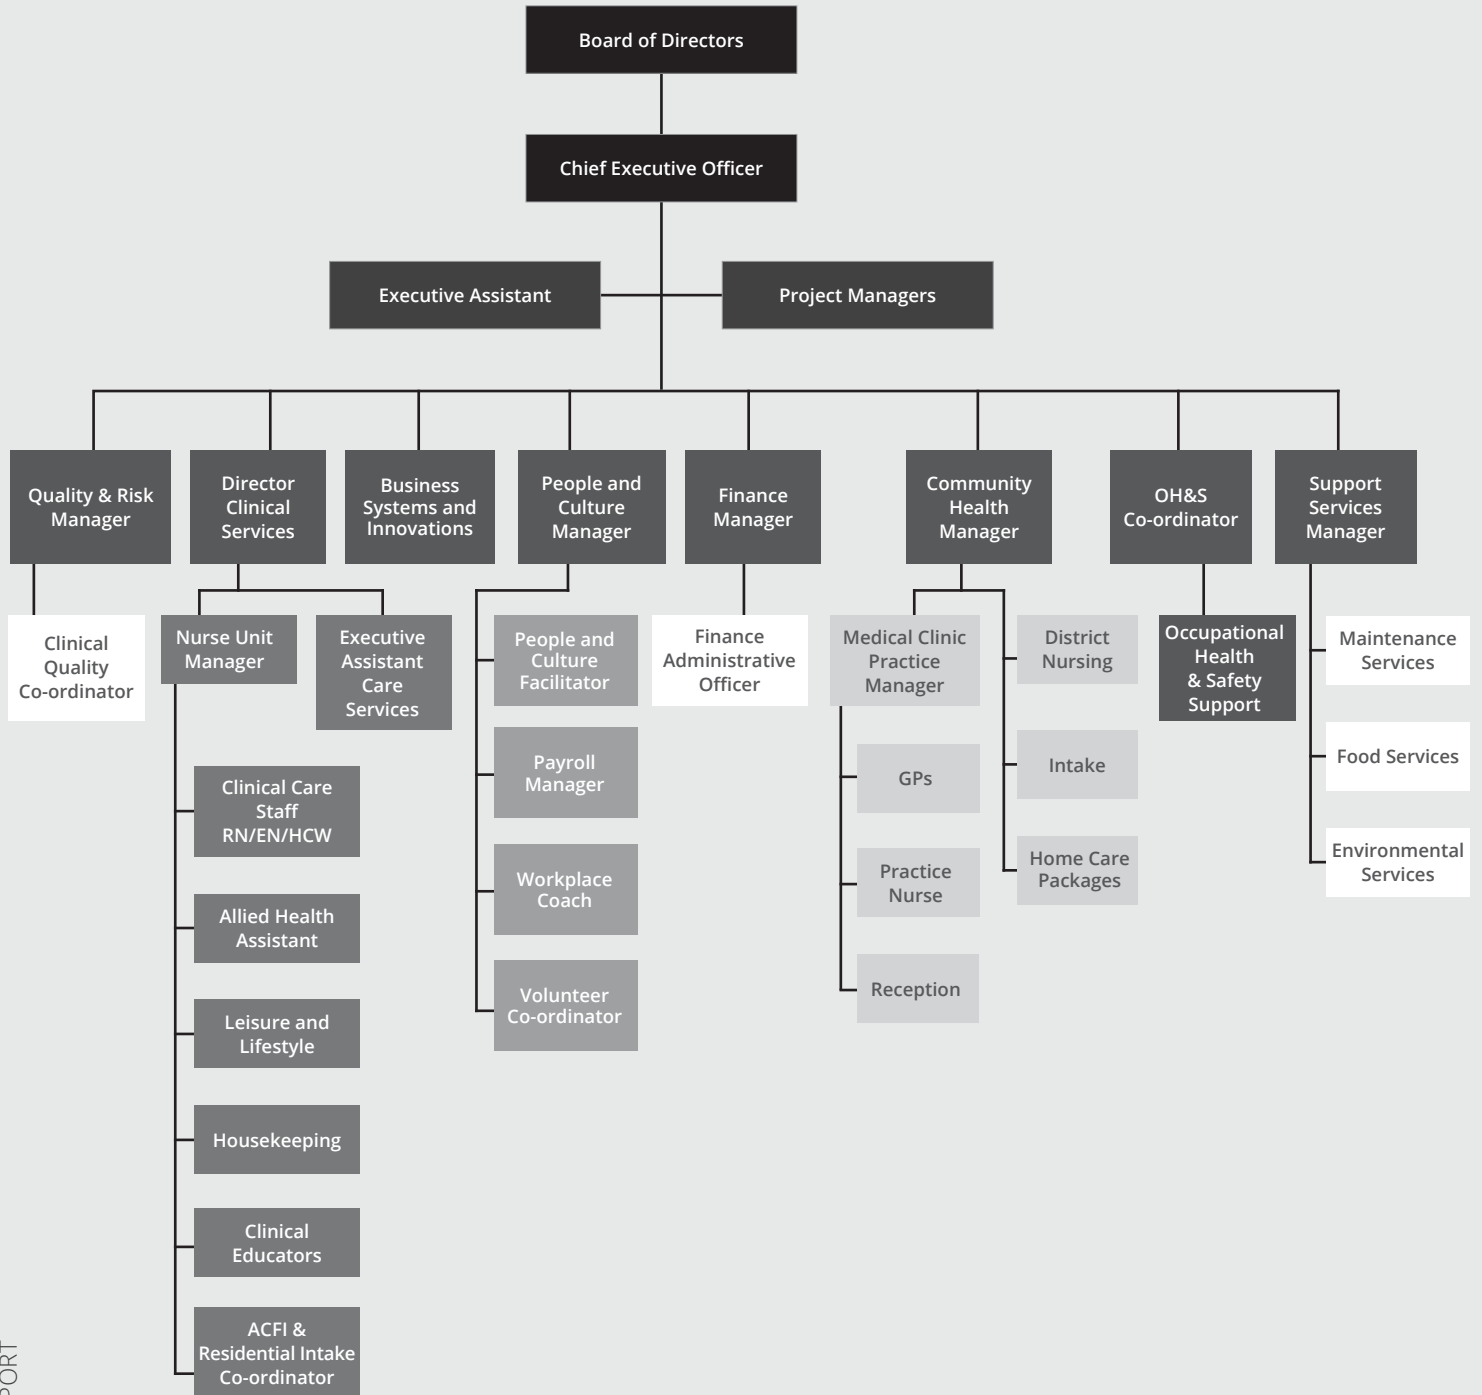 Board of Directors
Chief Executive Officer
Executive Assistant
Project Managers
Quality & Risk
Manager
Director
Clinical
Services
Business
Systems and
Innovations
People and
Culture
Manager
Finance
Manager
Community
Health
Manager
OH&S
Co-ordinator
Support
Services
Manager
Clinical
Quality
Co-ordinator
Nurse Unit
Manager
Executive
Assistant
Care
Services
People and
Culture
Facilitator
Finance
Administrative
Officer
Medical Clinic
Practice
Manager
District
Nursing
Occupational
Health
& Safety
Support
Maintenance
Services
Clinical Care
Staff
RN/EN/HCW
Payroll
Manager
GPs
Intake
Food Services
Allied Health
Assistant
Workplace
Coach
Practice
Nurse
Home Care
Packages
Environmental
Services
Leisure and
Lifestyle
Volunteer
Co-ordinator
Reception
Housekeeping
Clinical
Educators
ACFI &
Residential Intake
Co-ordinator